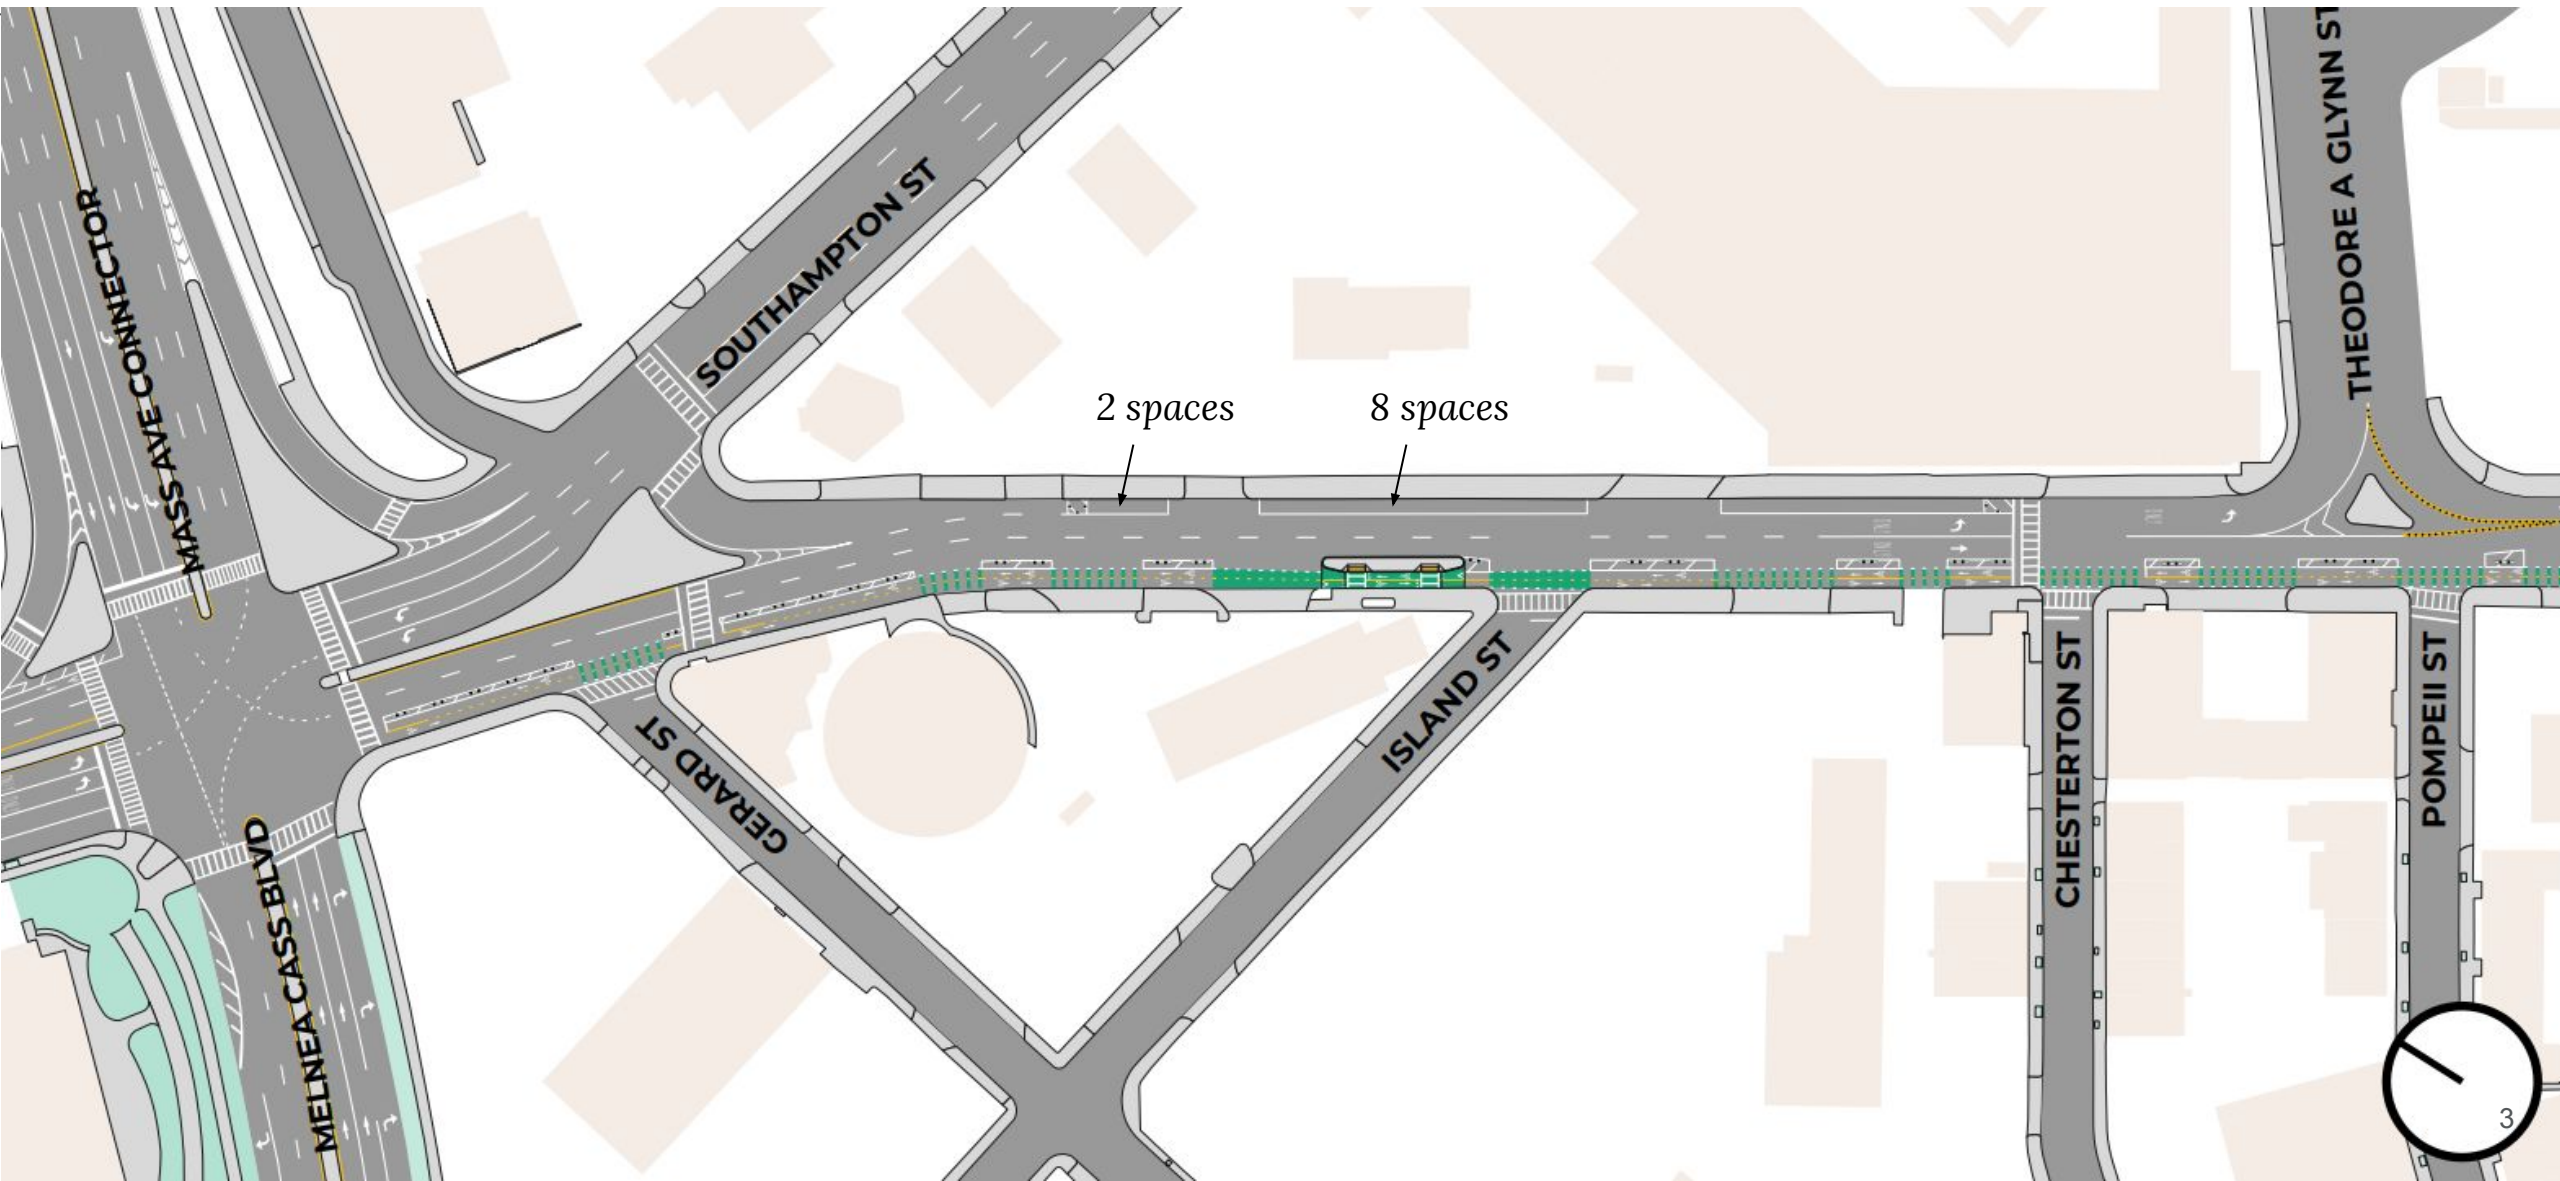 MASS AVE CONNECTOR
SOUTHAMPTON ST
THEODORE A GLYNN ST
2 spaces
8 spaces
GERARD ST
ISLAND ST
CHESTERTON ST
POMPEII ST
MELNEA CASS BLVD
3